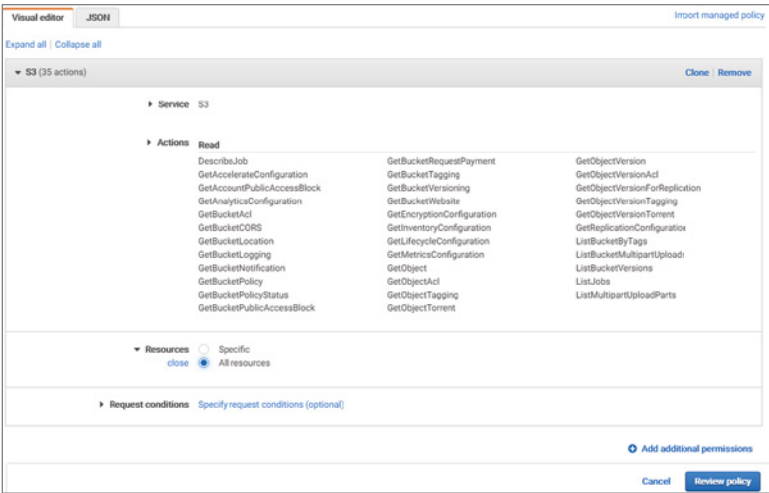 Visual editor JSON Import managed policy
Expand all | Collapse all
S3 (35 actions) Clone | Remove
Service S3
Actions Read
DescribeJob GetBucketRequestPayment GetObjectVersion
GetAccelerateConfiguration GetBucketTagging GetObjectVersionAcl
GetAccountPublicAccessBlock GetBucketVersioning GetObjectVersionForReplication
GetAnalyticsConfiguration GetBucketWebsite GetObjectVersionTagging
GetBucketAcl GetEncryptionConfiguration GetObjectVersionTorrent
GetBucketCORS GetInventoryConfiguration GetReplicationConfiguration
GetBucketLocation GetLifecycleConfiguration ListBucketByTags
GetBucketLogging GetMetricsConfiguration ListBucketMultipartUploads
GetBucketNotification GetObject ListBucketVersions
GetBucketPolicy GetObjectAcl ListJobs
GetBucketPolicyStatus GetObjectTagging ListMultipartUploadParts
GetBucketPublicAccessBlock GetObjectTorrent
Resources Specific
close All resources
Request conditions Specify request conditions (optional)
Add additional permissions
Cancel Review policy